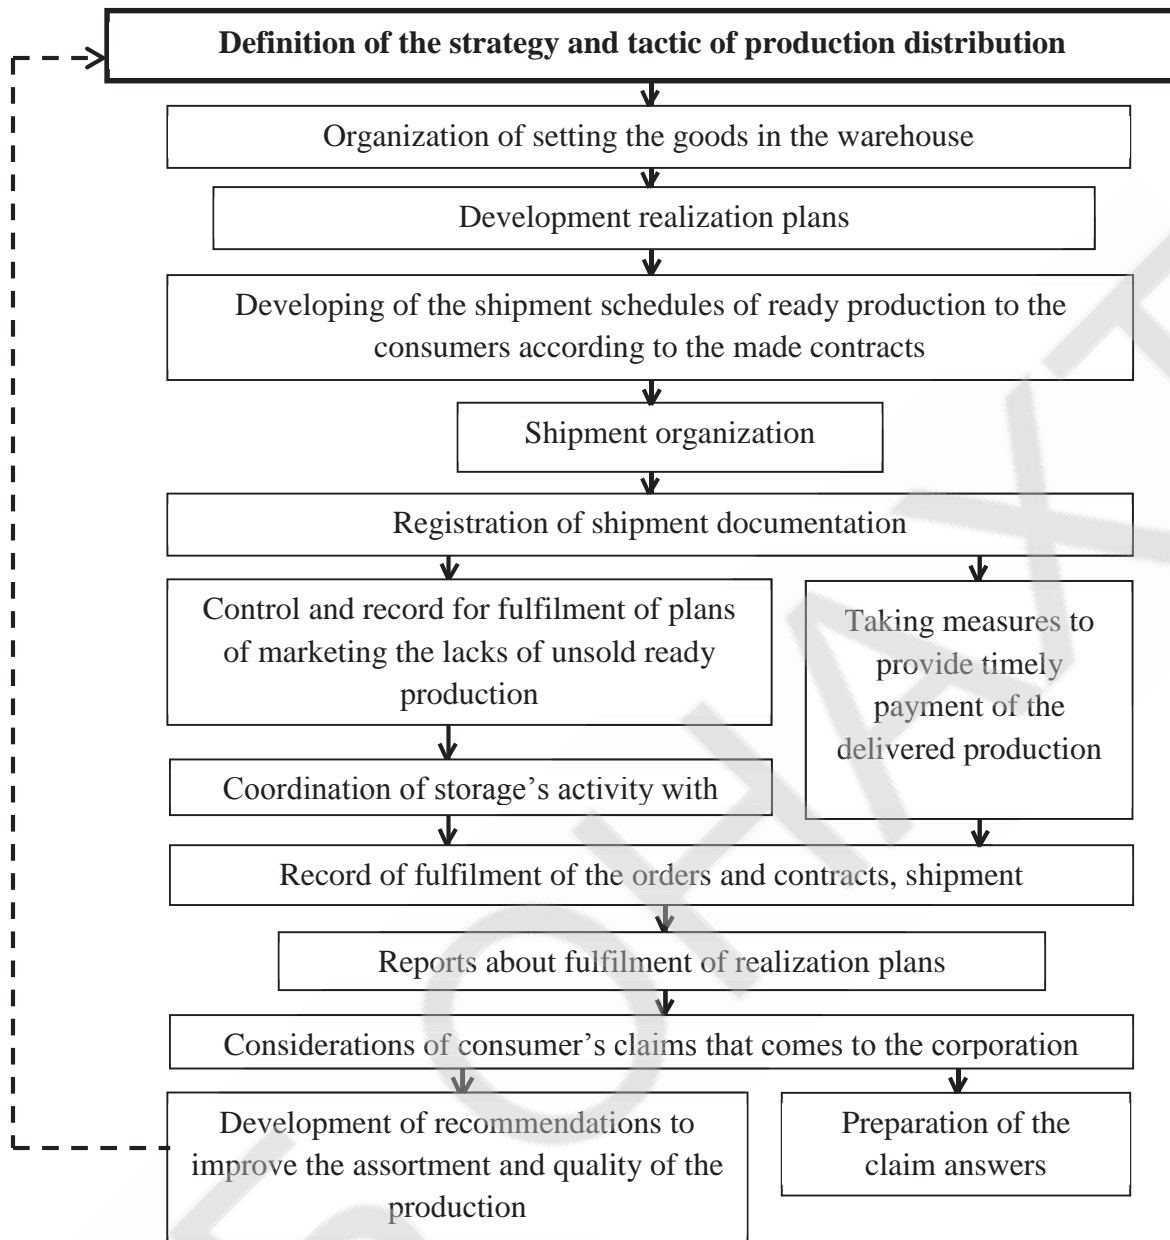 Definition of the strategy and tactic of production distribution
Organization of setting the goods in the warehouse
Development realization plans
Developing of the shipment schedules of ready production to the
consumers according to the made contracts
Shipment organization
Registration of shipment documentation
Control and record for fulfilment of plans
of marketing the lacks of unsold ready
production
Taking measures to
provide timely
payment of the
delivered production
Coordination of storage’s activity with
Record of fulfilment of the orders and contracts, shipment
Reports about fulfilment of realization plans
Considerations of consumer’s claims that comes to the corporation
Development of recommendations to
improve the assortment and quality of the
production
Preparation of the
claim answers